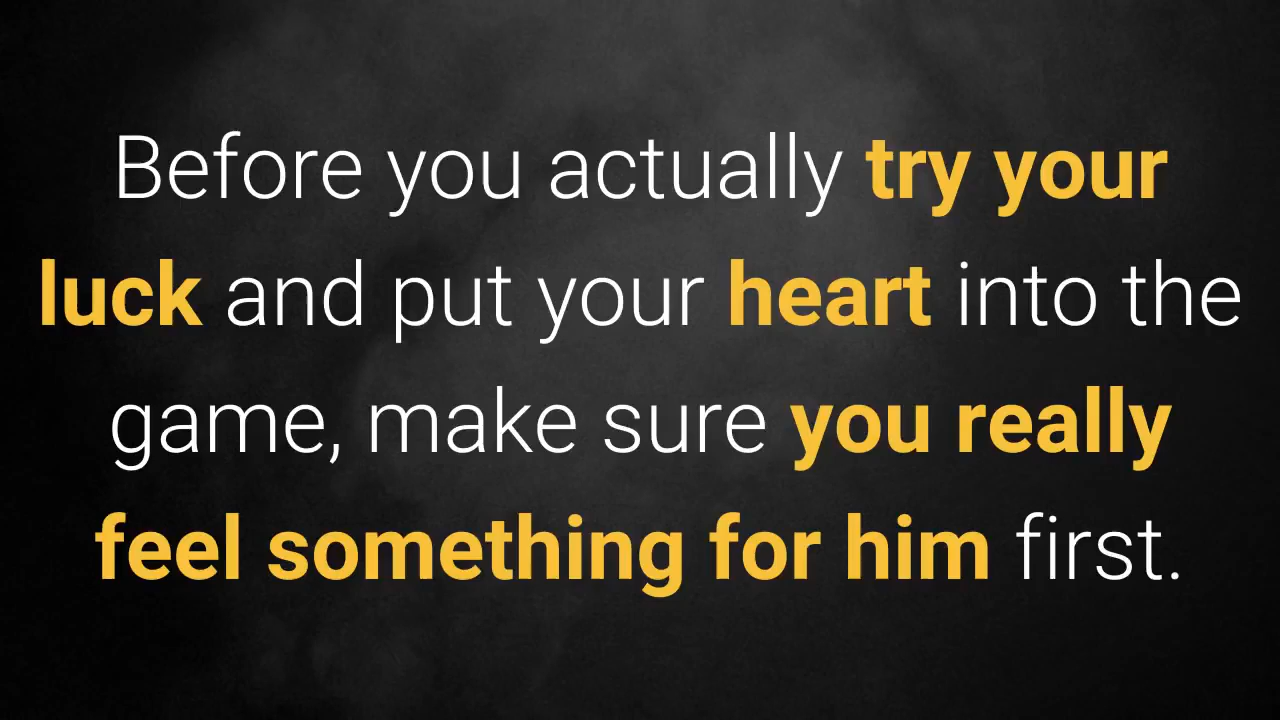 Before you actually try your
luck and put your heart into the
game, make sure you really
feel something for him first.